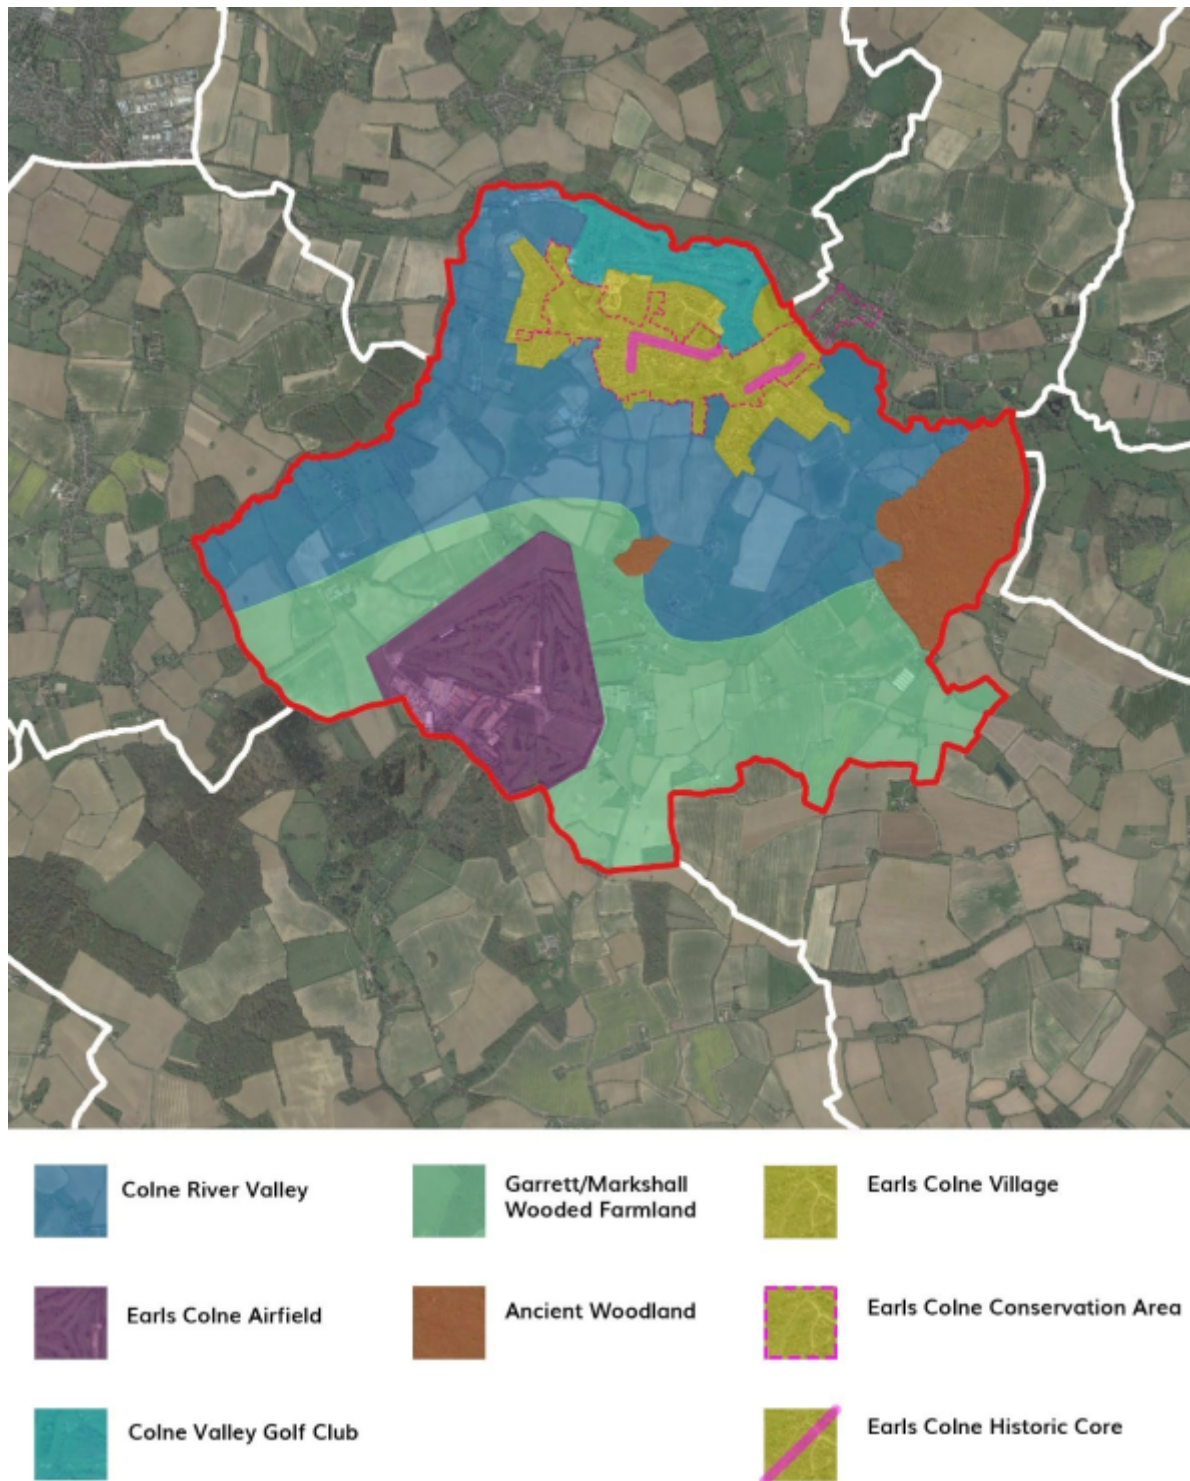 Colne River Valley
Garrett/Markshall
Wooded Farmland
Earls Colne Village
Earls Colne Airfield
Ancient Woodland
Earls Colne Conservation Area
Colne Valley Golf Club
Earls Colne Historic Core